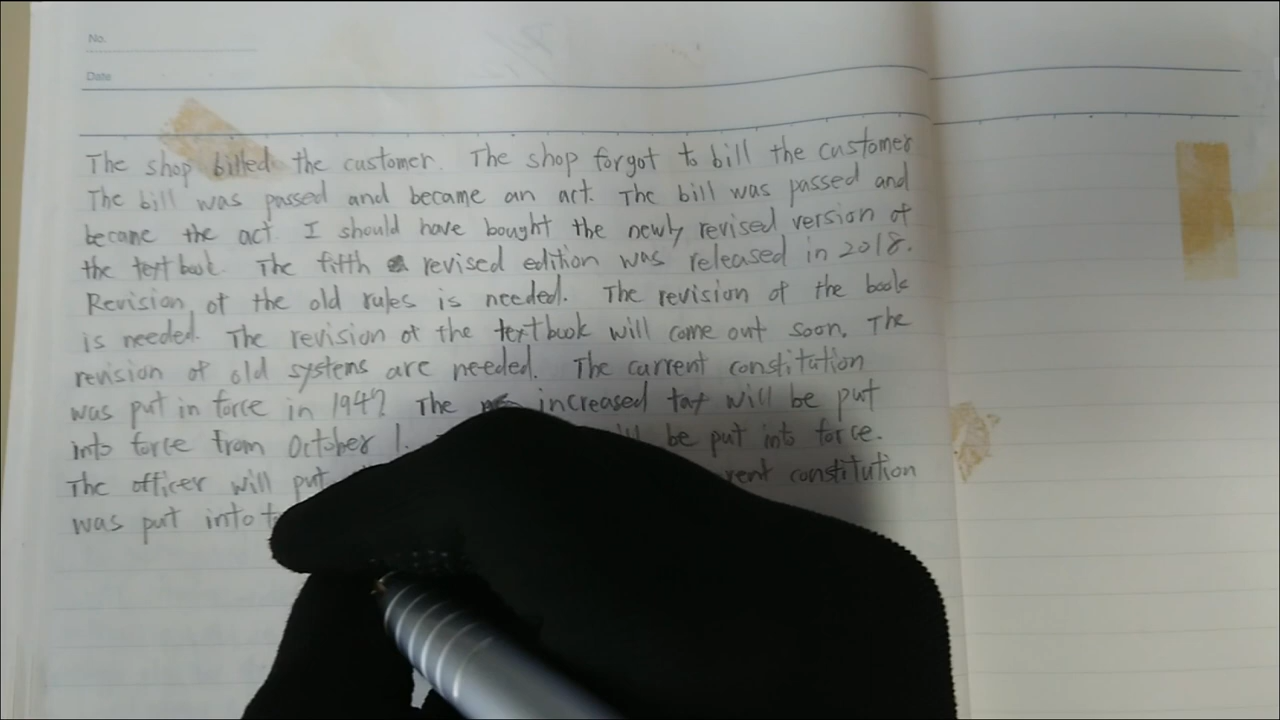 No.
Date
The shop billed the customer. The shop forgot to bill the customer
The bill was passed and became an act. The bill was passed and
became the act I should have bought the newly revised version of
the textbook. The fifth revised edition was released in 2018.
Revision of the old rules is needed. The revision of the book
is needed. The revision of the textbook will come out soon. The
revision of old systems are needed. The current constitution
was put in force in 1947 The increased tax will be put
into force from October 1. be put into force.
The officer will put constitution
was put into